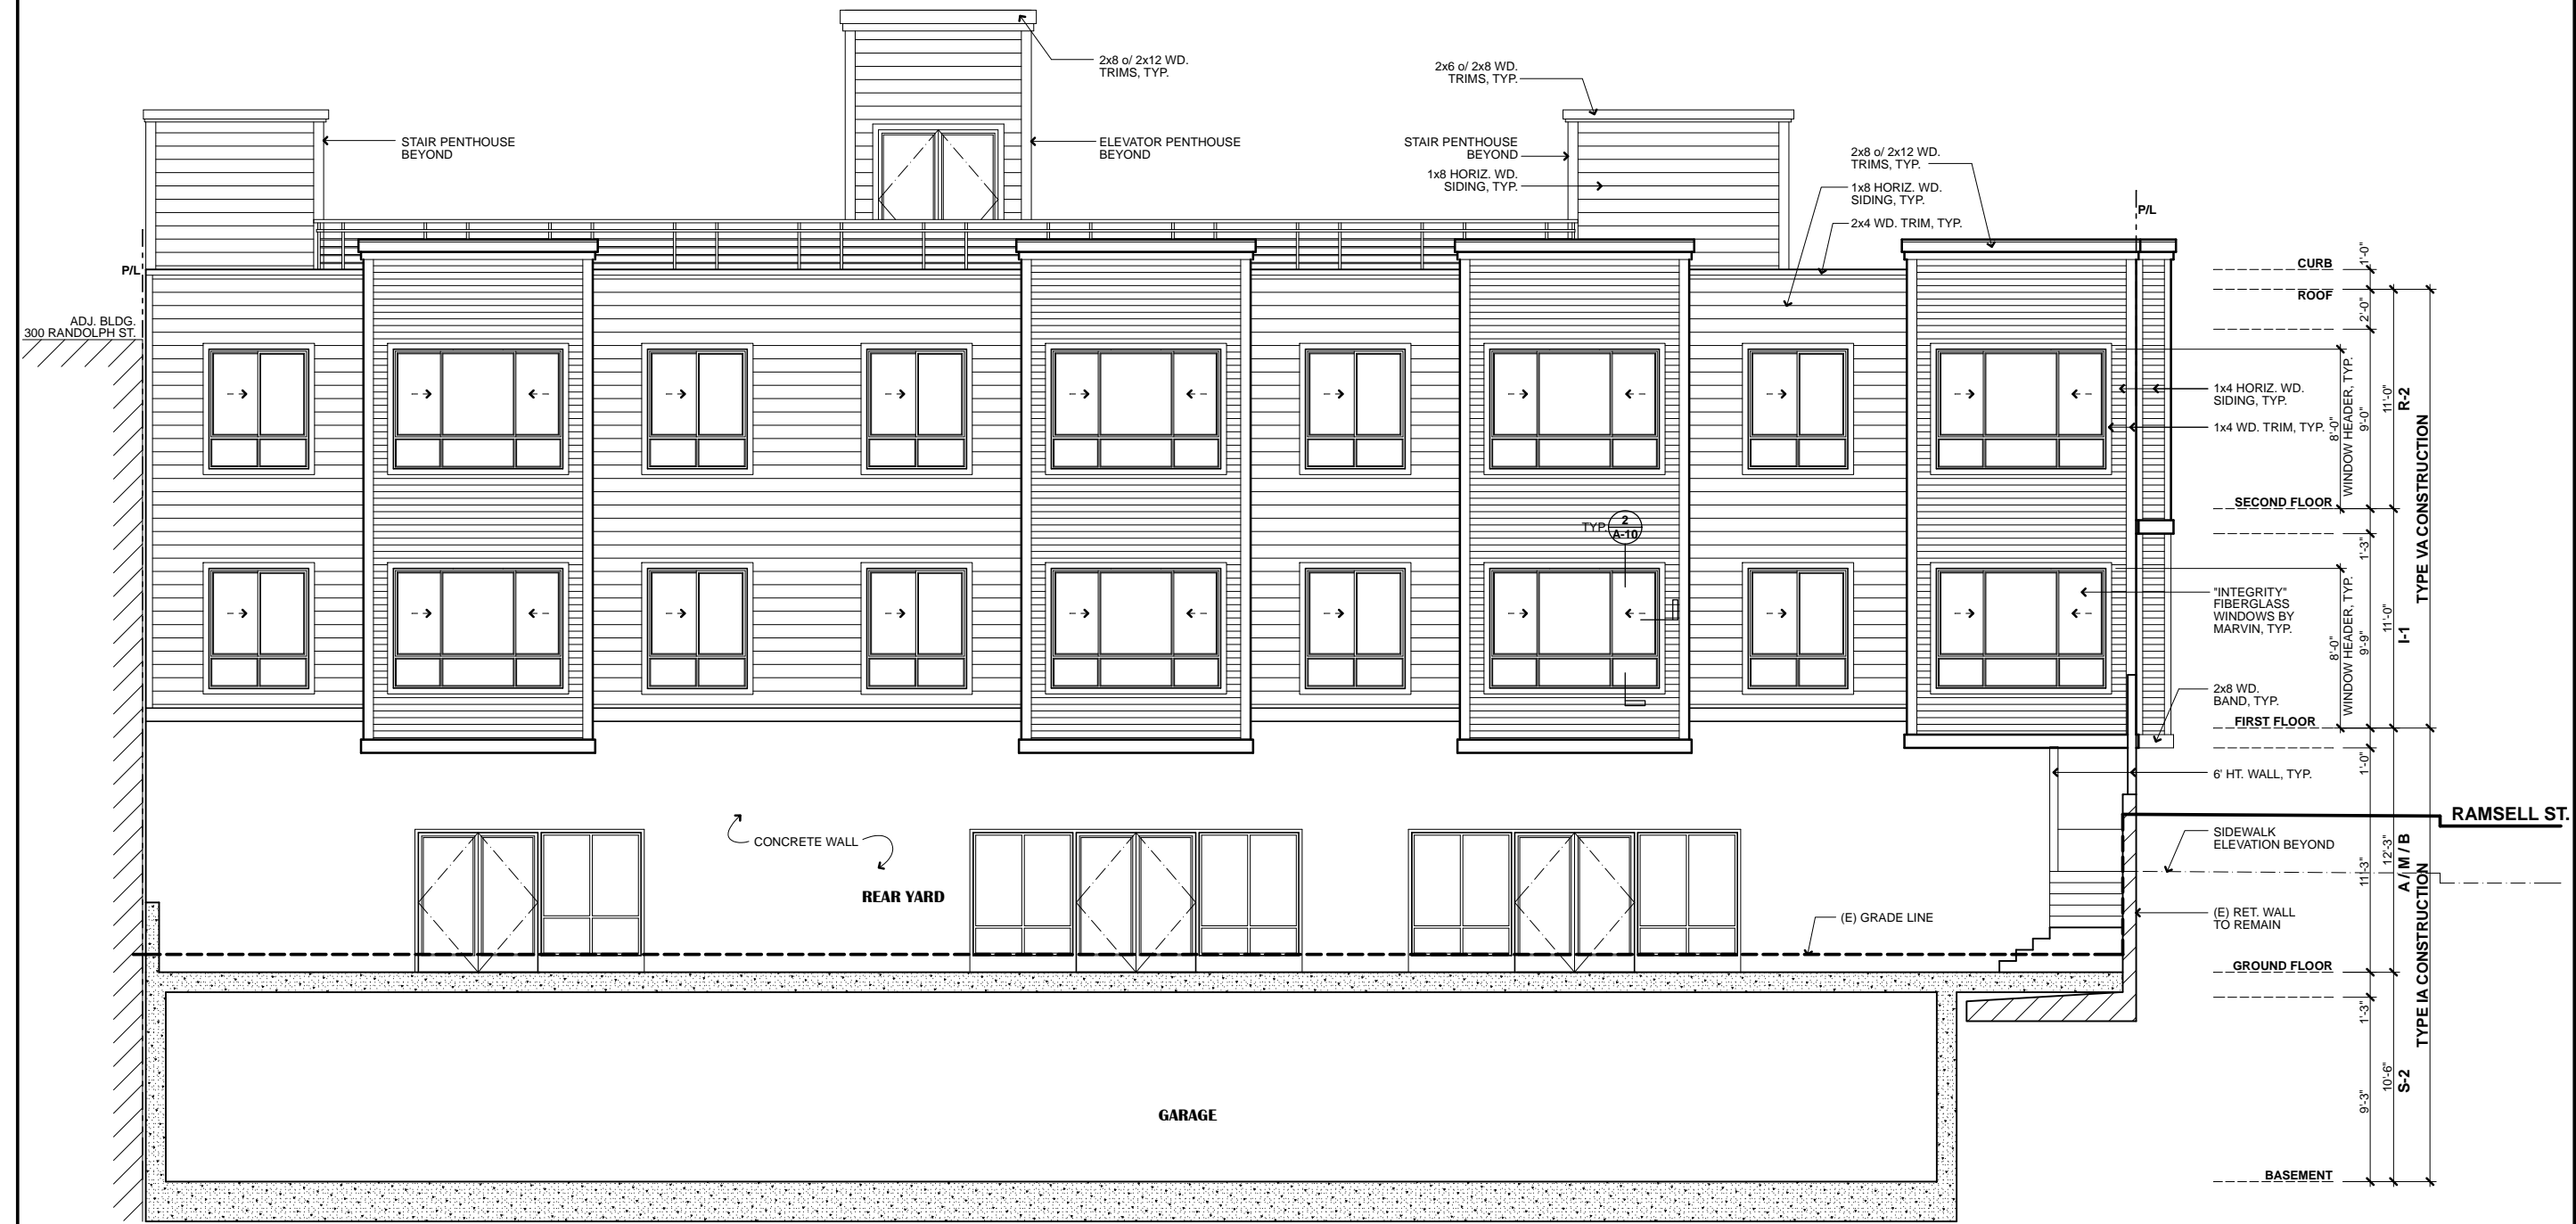 2x8 o/ 2x12 WD.
TRIMS, TYP.
2x6 o/ 2x8 WD.
TRIMS, TYP.
STAIR PENTHOUSE
BEYOND
ELEVATOR PENTHOUSE
BEYOND
STAIR PENTHOUSE
BEYOND
1x8 HORIZ. WD.
SIDING, TYP.
2x8 o/ 2x12 WD.
TRIMS, TYP.
1x8 HORIZ. WD.
SIDING, TYP.
2x4 WD. TRIM, TYP.
P/L
P/L
ADJ. BLDG.
300 RANDOLPH ST.
CURB
1'-0"
ROOF
2'-0"
1x4 HORIZ. WD.
SIDING, TYP.
1x4 WD. TRIM, TYP.
8'-0"
WINDOW HEADER, TYP.
9'-0"
11'-0"
R-2
TYPE VA CONSTRUCTION
SECOND FLOOR
TYP.
2
A-10
1'-3"
"INTEGRITY"
FIBERGLASS
WINDOWS BY
MARVIN, TYP.
8'-0"
WINDOW HEADER, TYP.
9'-9"
11'-0"
I-1
2x8 WD.
BAND, TYP.
FIRST FLOOR
1'-0"
6' HT. WALL, TYP.
RAMSELL ST.
SIDEWALK
ELEVATION BEYOND
CONCRETE WALL
REAR YARD
11'-3"
12'-3"
A / M / B
TYPE IA CONSTRUCTION
(E) GRADE LINE
(E) RET. WALL
TO REMAIN
GROUND FLOOR
1'-3"
GARAGE
9'-3"
10'-6"
S-2
BASEMENT